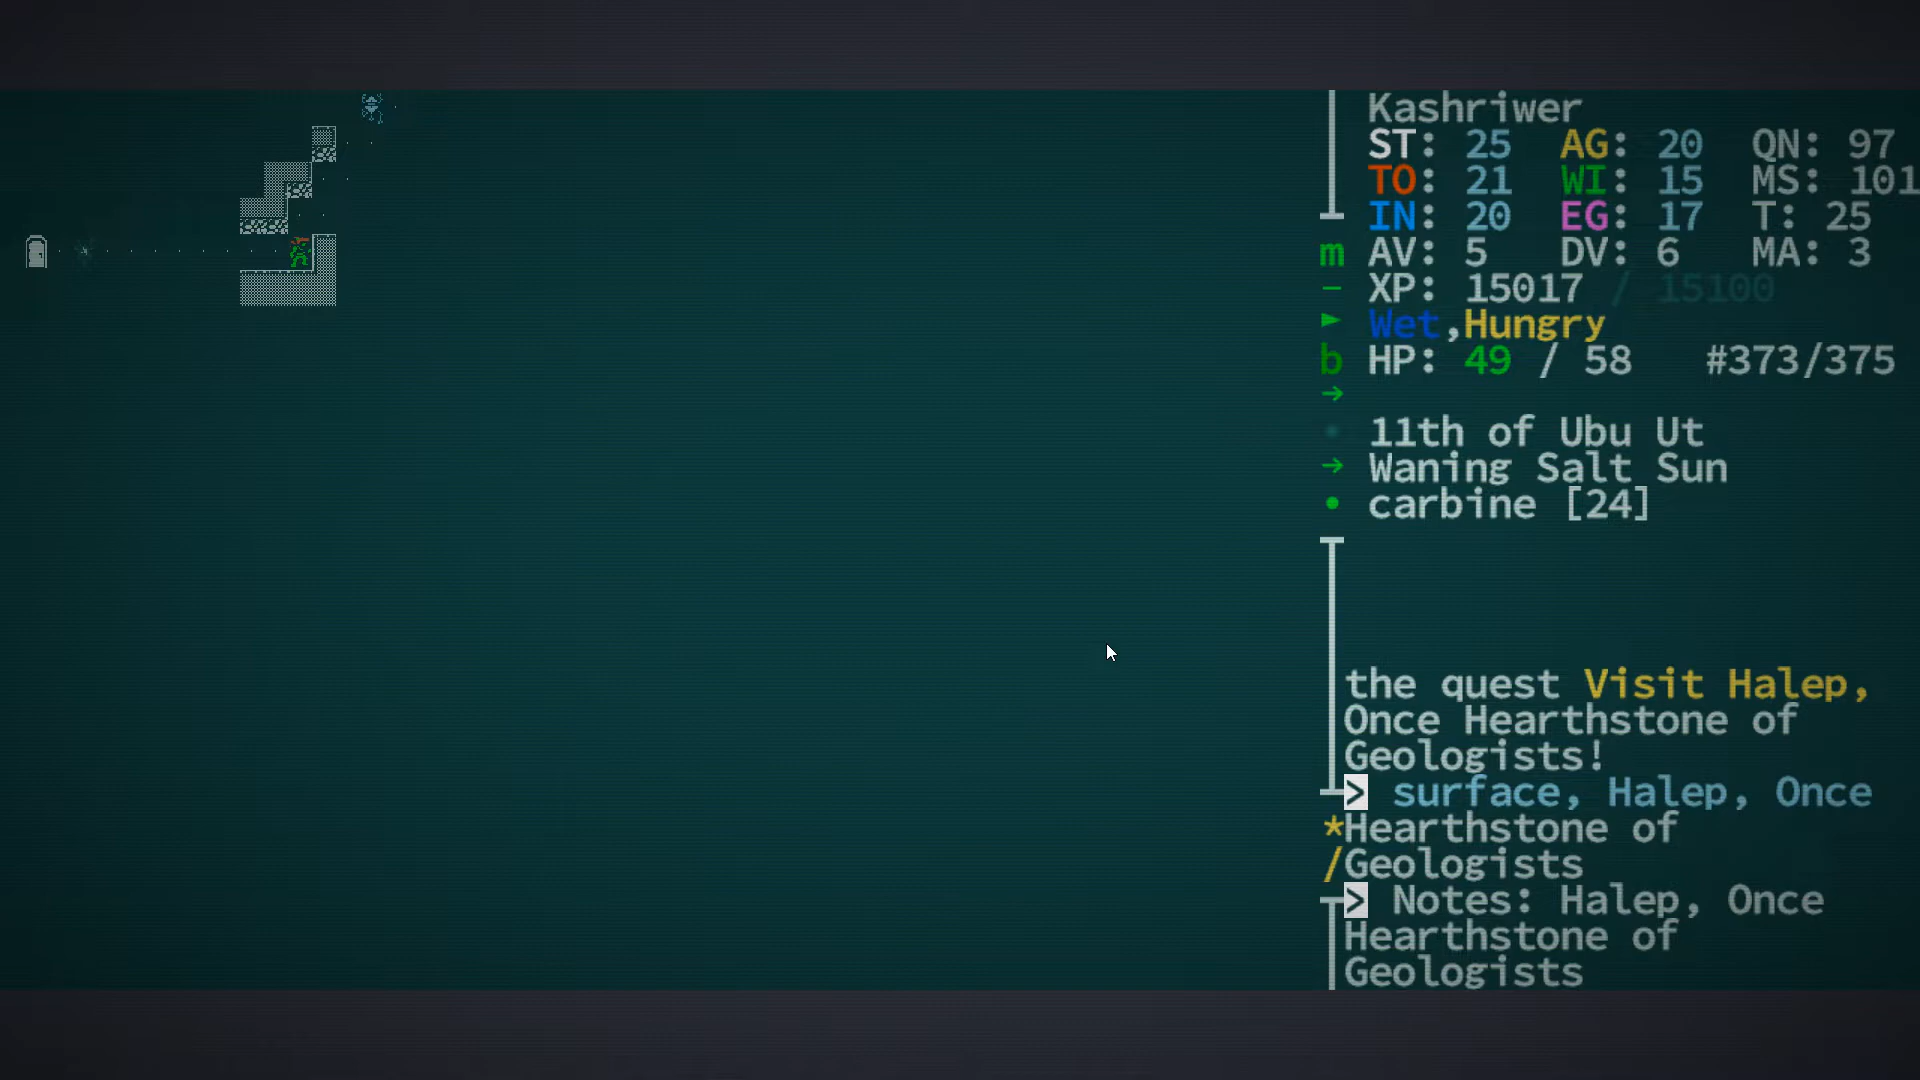 Kashriwer
ST: 25 AG: 20 QN: 97
TO: 21 WI: 15 MS: 101
IN: 20 EG: 17 T: 25
m AV: 5 DV: 6 MA: 3
- XP: 15017 / 15100
► Wet,Hungry
b HP: 49 / 58 #373/375
→
11th of Ubu Ut
→ Waning Salt Sun
• carbine [24]
the quest Visit Halep,
Once Hearthstone of
Geologists!
> surface, Halep, Once
*Hearthstone of
/Geologists
> Notes: Halep, Once
Hearthstone of
Geologists